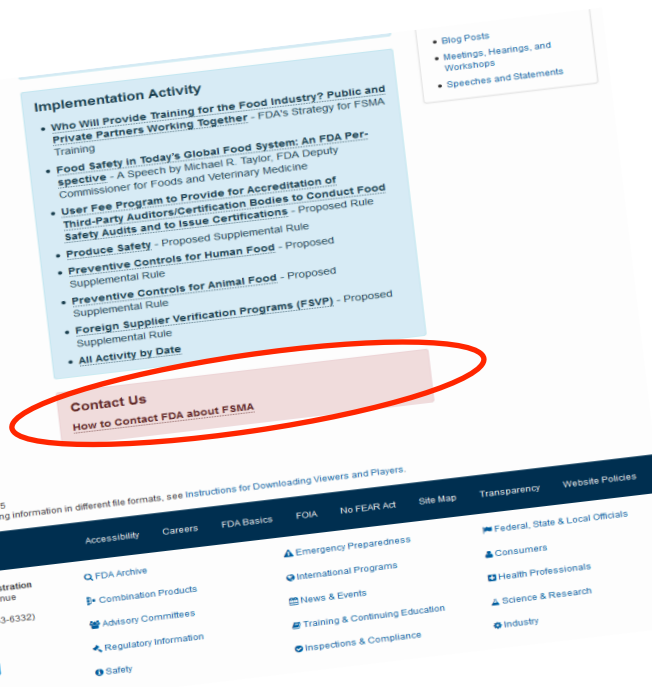 Blog Posts
Meetings, Hearings, and
Workshops
Speeches and Statements
Implementation Activity
Who Will Provide Training for the Food Industry? Public and
Private Partners Working Together - FDA's Strategy for FSMA
Training
Food Safety in Today's Global Food System: An FDA Per-
spective - A Speech by Michael R. Taylor, FDA Deputy
Commissioner for Foods and Veterinary Medicine
User Fee Program to Provide for Accreditation of
Third-Party Auditors/Certification Bodies to Conduct Food
Safety Audits and to Issue Certifications - Proposed Rule
Produce Safety - Proposed Supplemental Rule
Preventive Controls for Human Food - Proposed
Supplemental Rule
Preventive Controls for Animal Food - Proposed
Supplemental Rule
Foreign Supplier Verification Programs (FSVP) - Proposed
Supplemental Rule
All Activity by Date
Contact Us
How to Contact FDA about FSMA
5
ng information in different file formats, see Instructions for Downloading Viewers and Players.
Accessibility Careers FDA Basics FOIA No FEAR Act Site Map Transparency Website Policies
stration
nue
3-6332)
FDA Archive
Combination Products
Advisory Committees
Regulatory Information
Safety
Emergency Preparedness
International Programs
News & Events
Training & Continuing Education
Inspections & Compliance
Federal, State & Local Officials
Consumers
Health Professionals
Science & Research
Industry